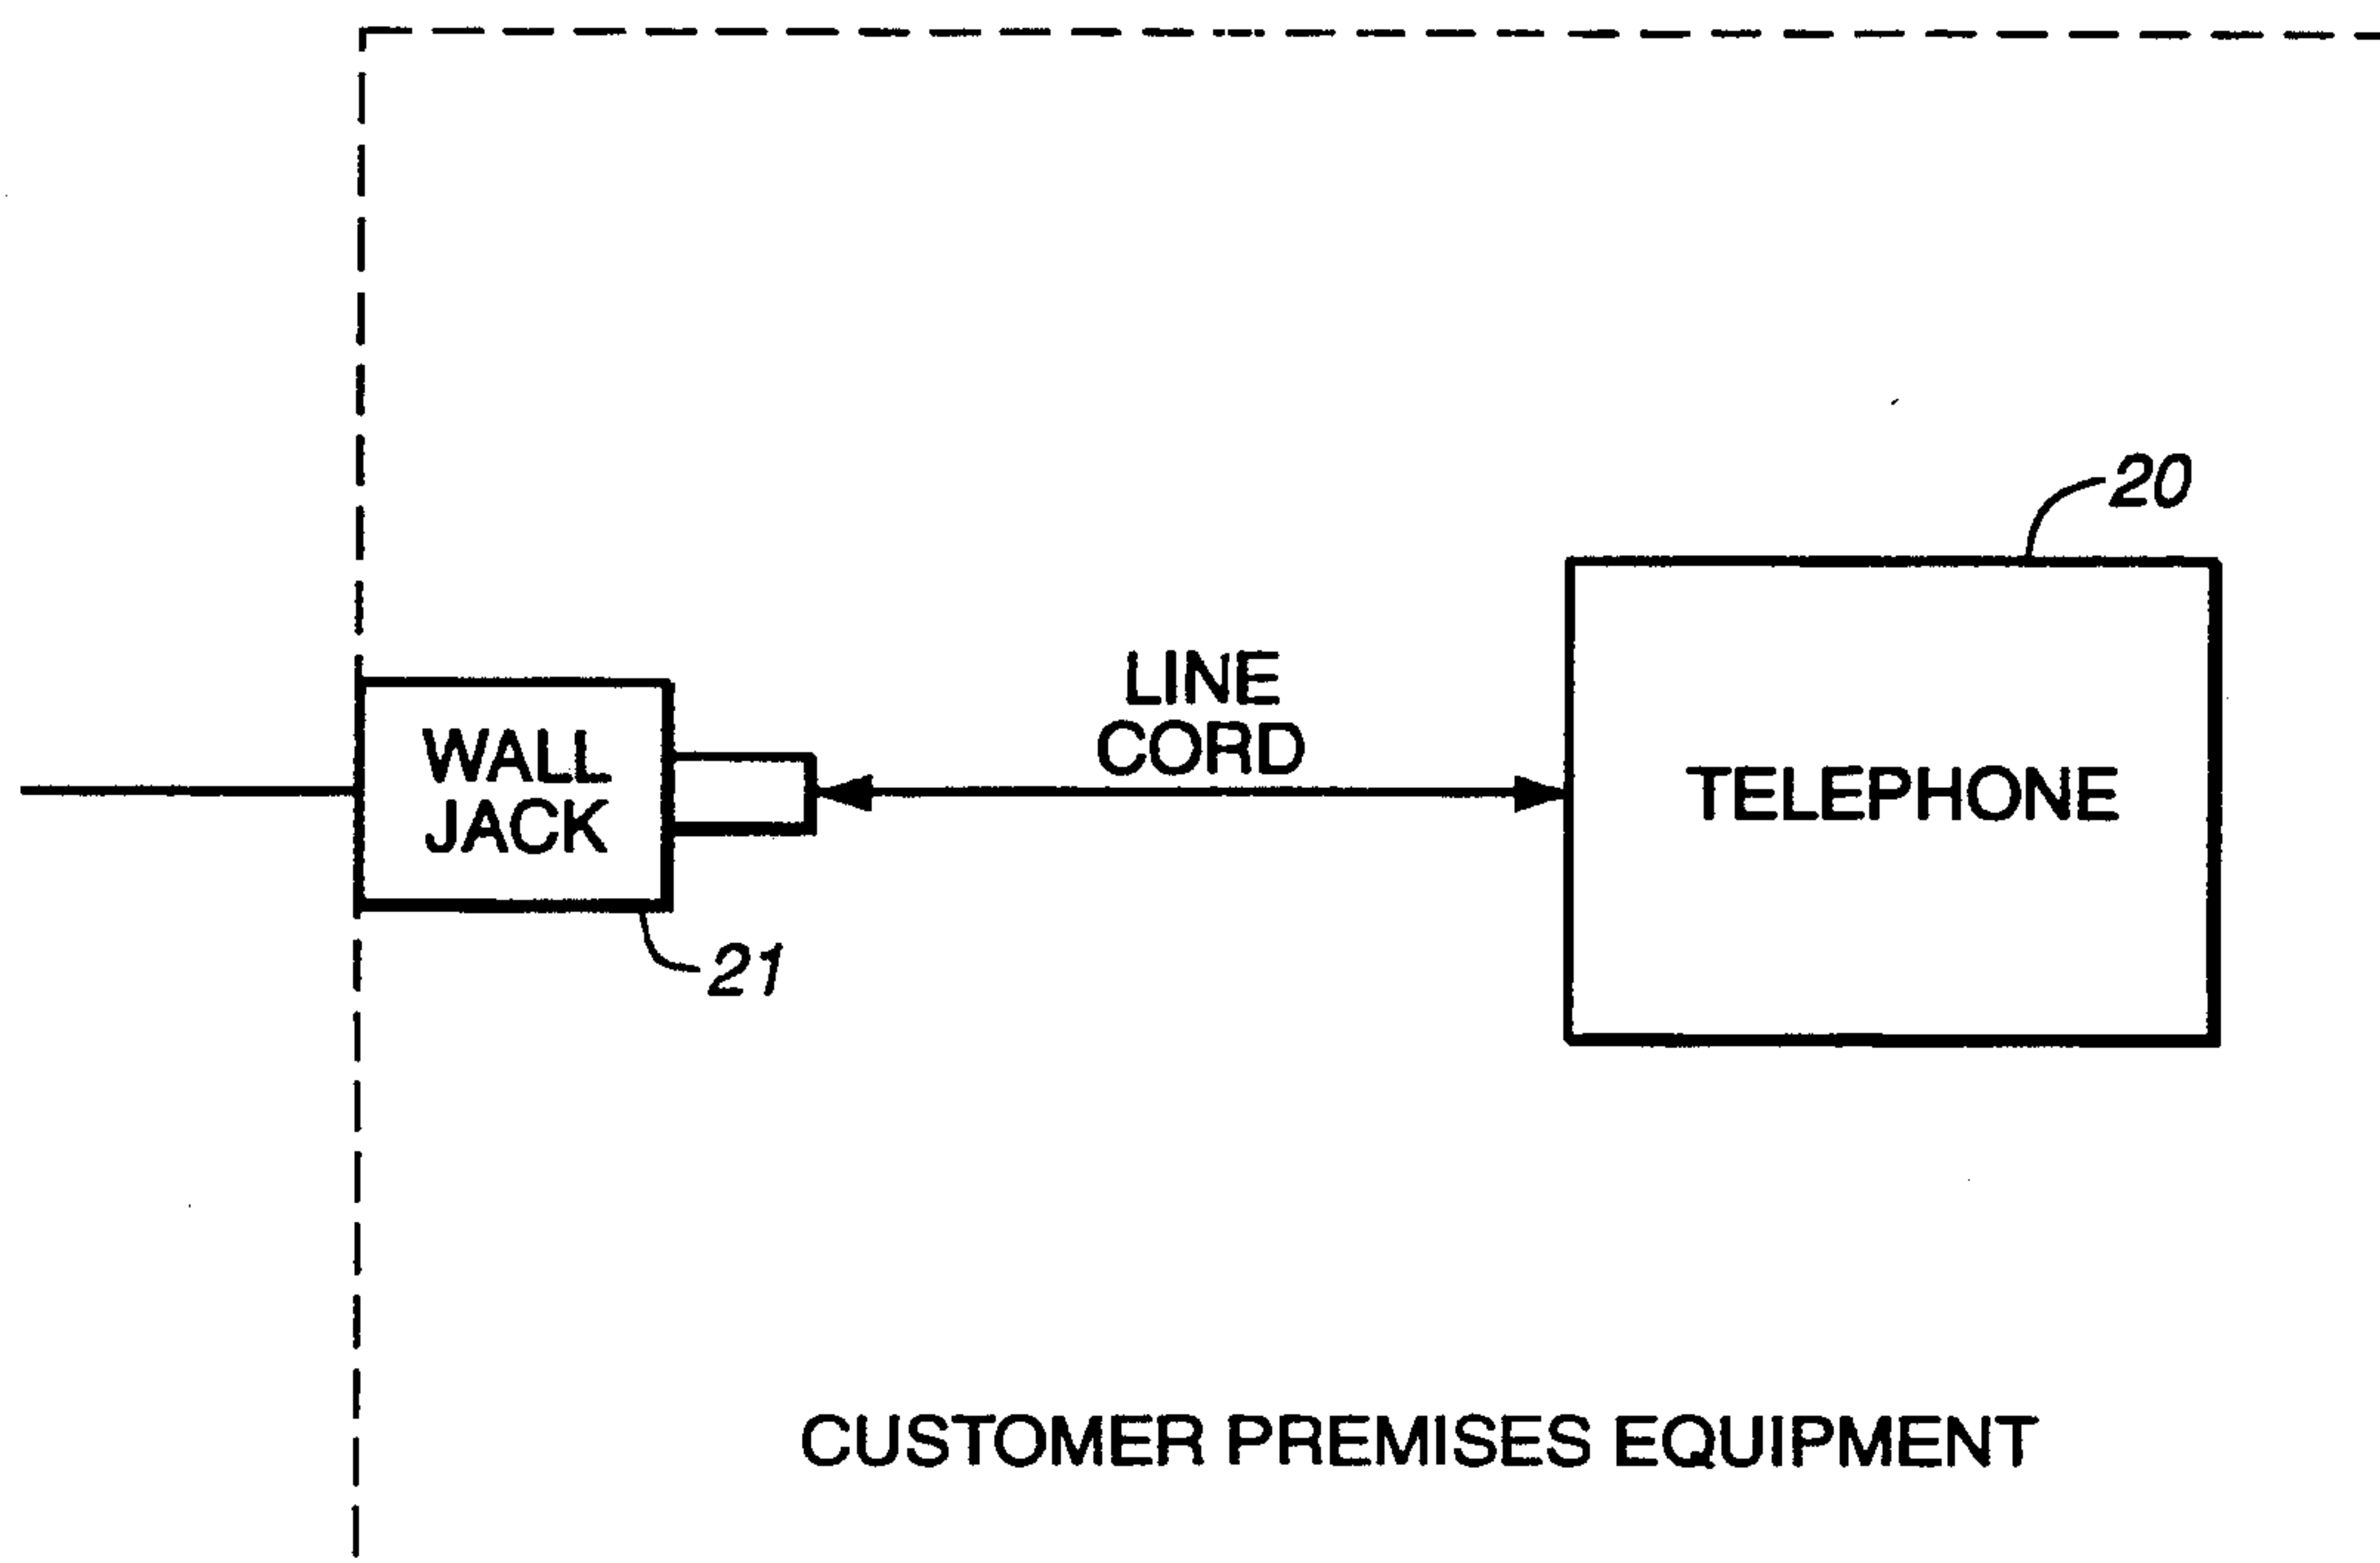 20
LINE
CORD
WALL
JACK
TELEPHONE
21
CUSTOMER PREMISES EQUIPMENT